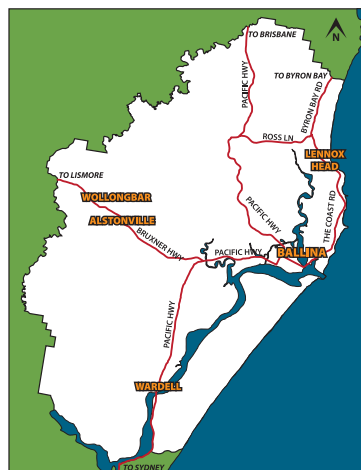 TO BRISBANE
N
TO BYRON BAY
PACIFIC HWY
BYRON BAY RD
ROSS LN
LENNOX
HEAD
TO LISMORE
WOLLONGBAR
ALSTONVILLE
PACIFIC HWY
THE COAST RD
BRUXNER HWY
PACIFIC HWY
BALLINA
PACIFIC HWY
WARDELL
TO SYDNEY